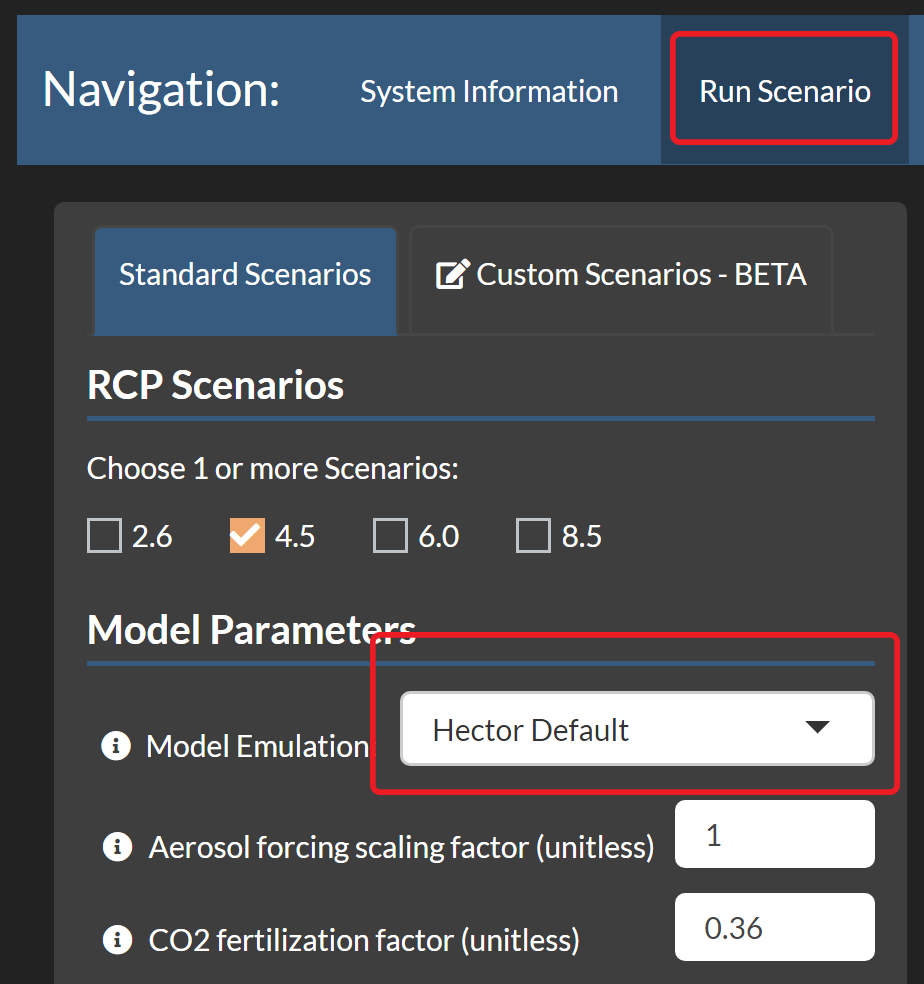 Navigation: System Information Run Scenario
Standard Scenarios Custom Scenarios - BETA
RCP Scenarios
Choose 1 or more Scenarios:
2.6 4.5 6.0 8.5
Model Parameters
Model Emulation Hector Default
Aerosol forcing scaling factor (unitless) 1
CO2 fertilization factor (unitless) 0.36